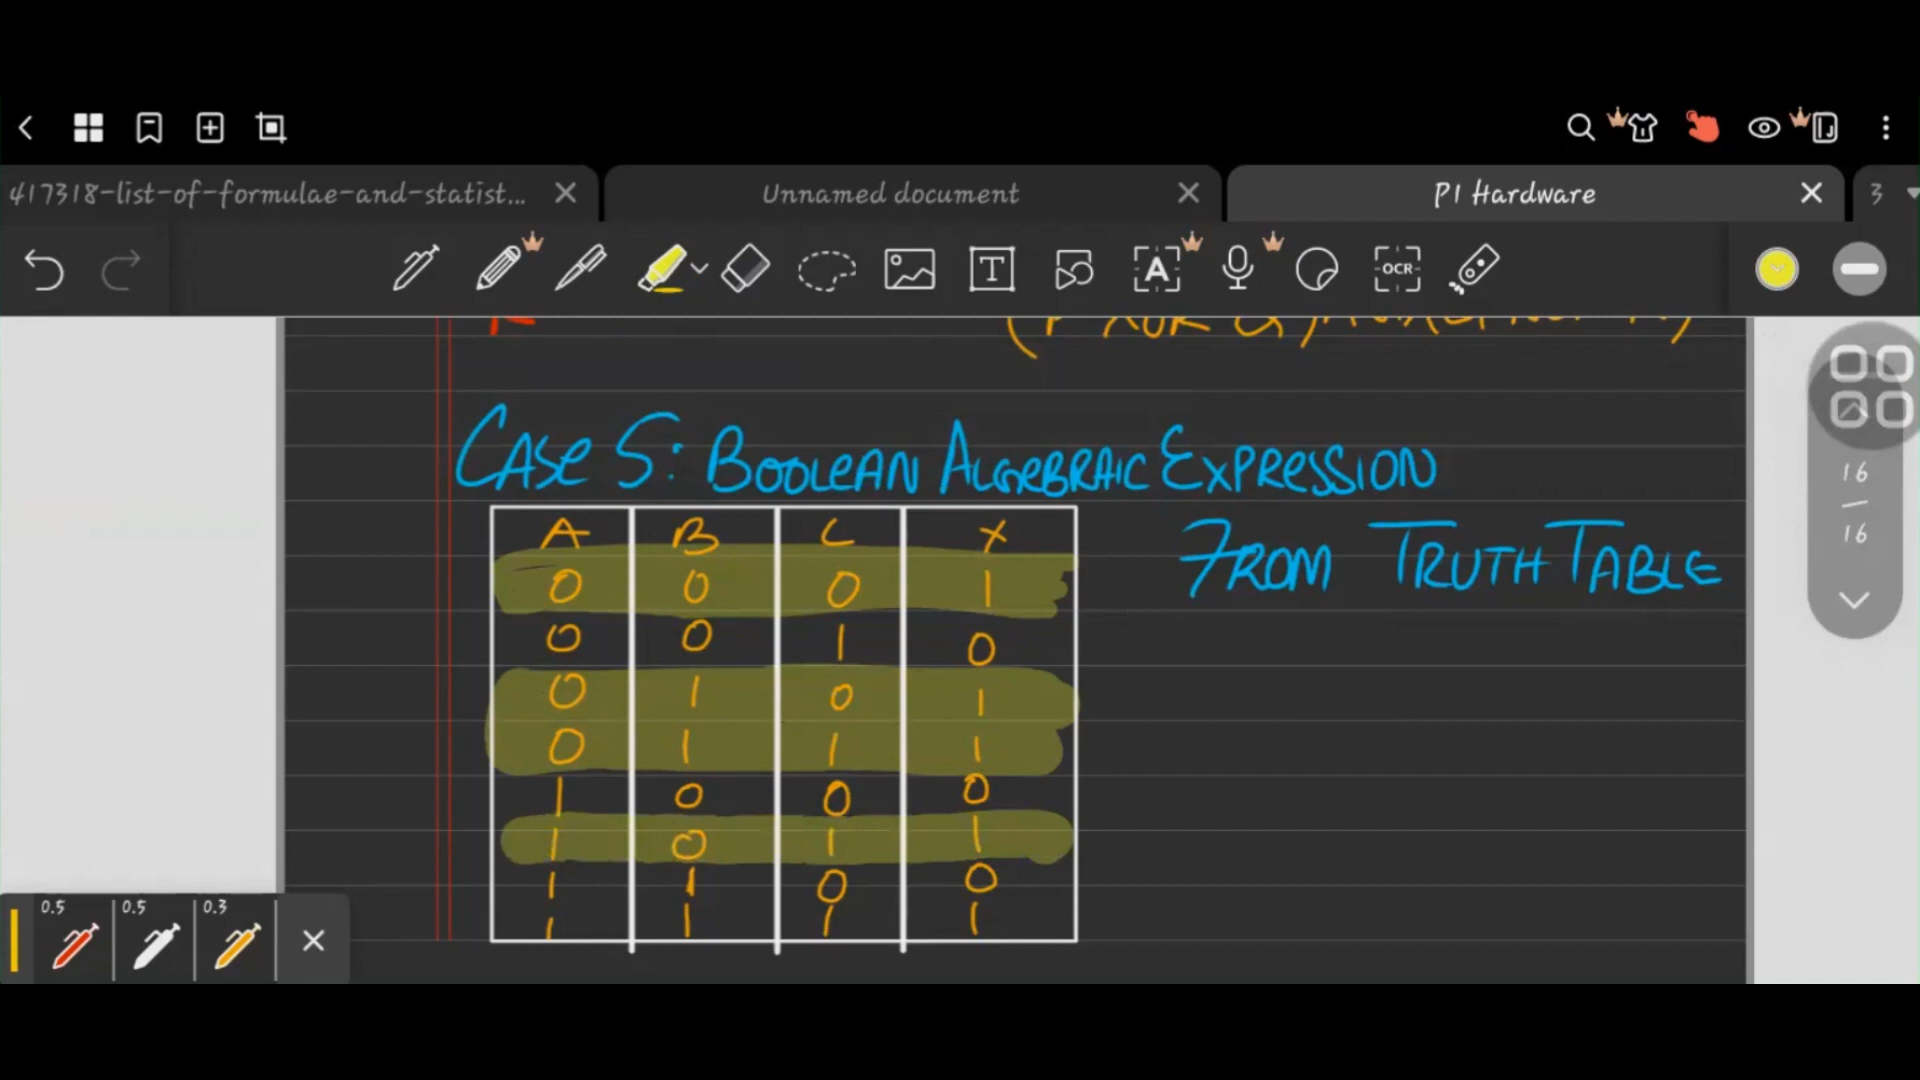 417318-list-of-formulae-and-statist...
Unnamed document
P1 Hardware
3
T
A
OCR
CASE 5: BOOLEAN ALGEBRAIC EXPRESSION
FROM TRUTH TABLE
A B C X
0 0 0 1
0 0 1 0
0 1 0 1
0 1 1 1
1 0 0 0
1 0 1 1
1 1 0 0
1 1 1 1
16
16
0.5 0.5 0.3